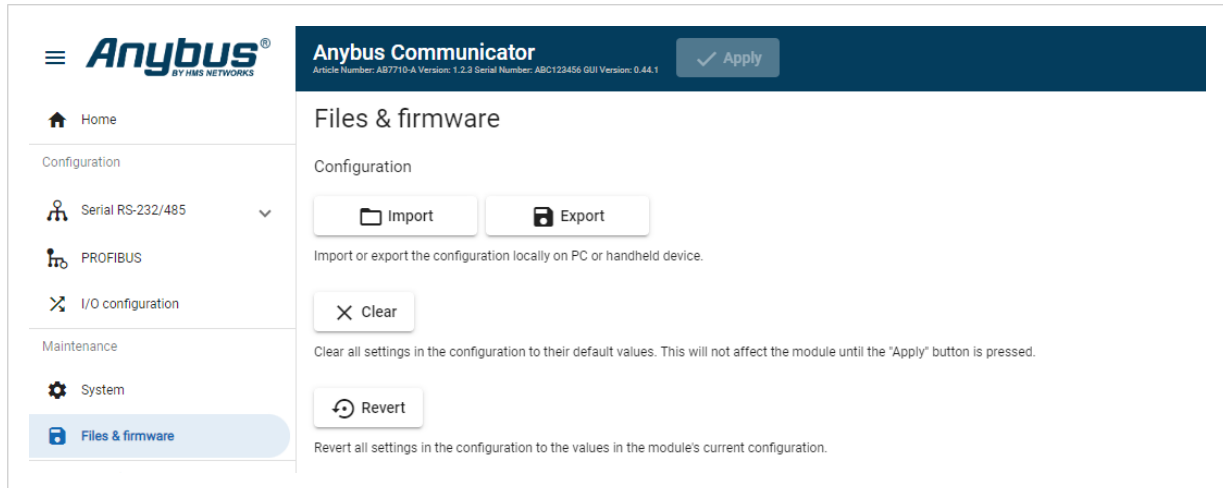 Anybus®
BY HMS NETWORKS
Anybus Communicator
Article Number: AB7710-A Version: 1.2.3 Serial Number: ABC123456 GUI Version: 0.44.1
Apply
Home
Configuration
Serial RS-232/485
PROFIBUS
I/O configuration
Maintenance
System
Files & firmware
Files & firmware
Configuration
Import
Export
Import or export the configuration locally on PC or handheld device.
Clear
Clear all settings in the configuration to their default values. This will not affect the module until the "Apply" button is pressed.
Revert
Revert all settings in the configuration to the values in the module's current configuration.